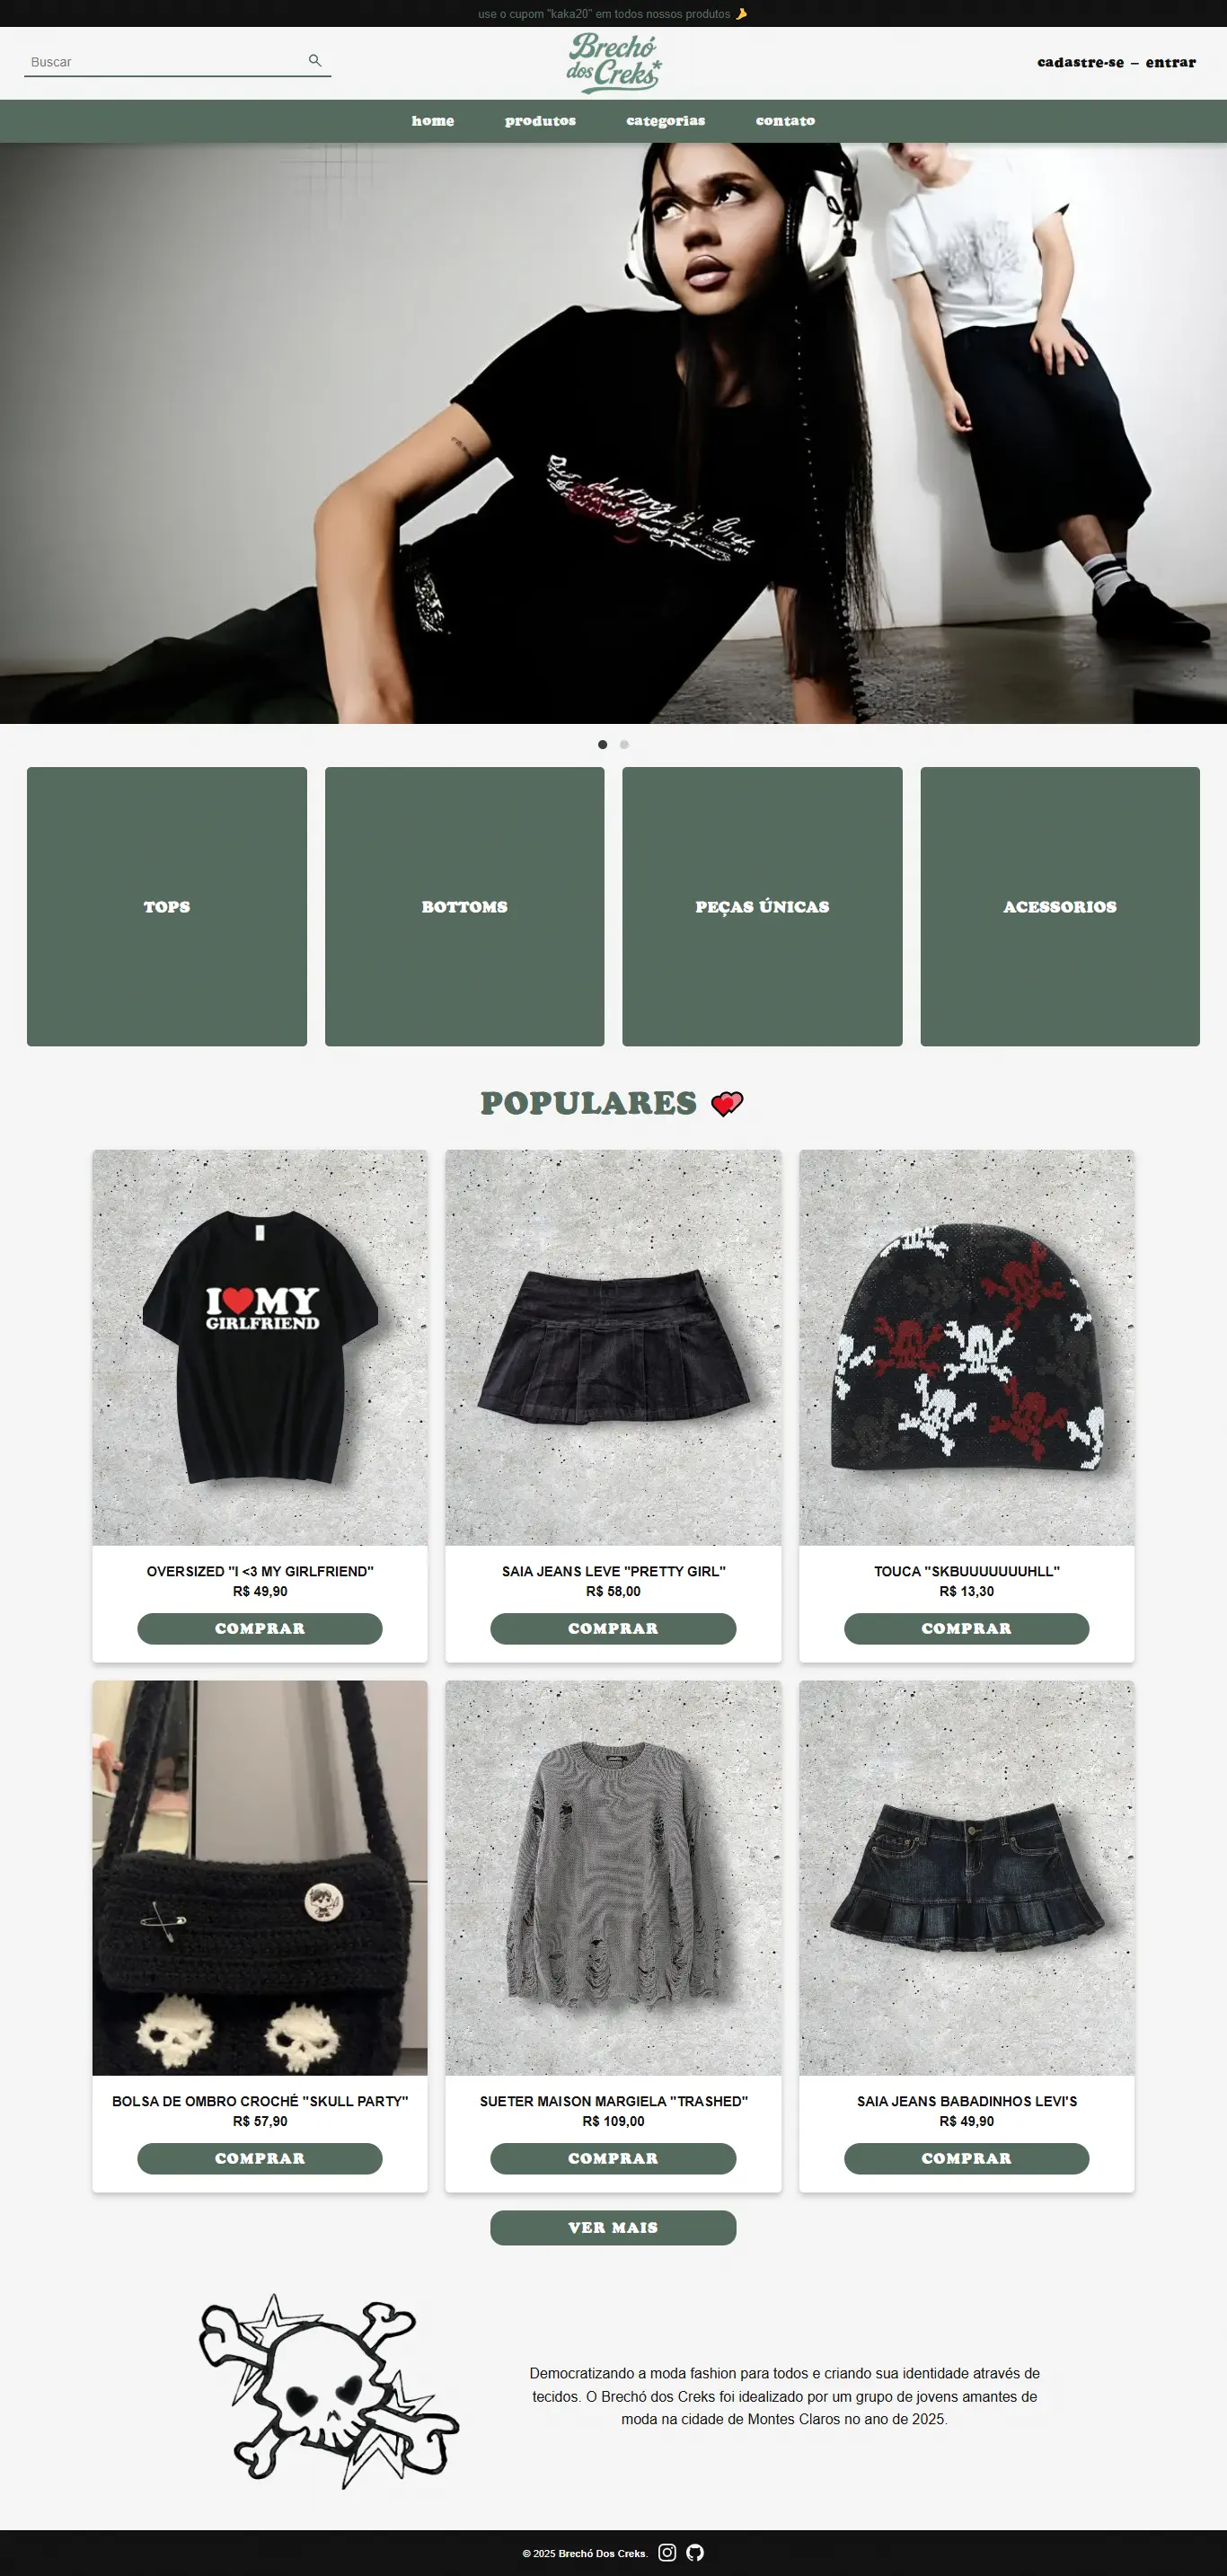 use o cupom "kaka20" em todos nossos produtos
Buscar
Brechó
dos Creks*
cadastre-se – entrar
home produtos categorias contato
TOPS
BOTTOMS
PEÇAS ÚNICAS
ACESSORIOS
POPULARES
I MY
GIRLFRIEND
OVERSIZED "I <3 MY GIRLFRIEND"
R$ 49,90
COMPRAR
SAIA JEANS LEVE "PRETTY GIRL"
R$ 58,00
COMPRAR
TOUCA "SKBUUUUUUUHLL"
R$ 13,30
COMPRAR
BOLSA DE OMBRO CROCHÉ "SKULL PARTY"
R$ 57,90
COMPRAR
SUETER MAISON MARGIELA "TRASHED"
R$ 109,00
COMPRAR
SAIA JEANS BABADINHOS LEVI'S
R$ 49,90
COMPRAR
VER MAIS
Democratizando a moda fashion para todos e criando sua identidade através de
tecidos. O Brechó dos Creks foi idealizado por um grupo de jovens amantes de
moda na cidade de Montes Claros no ano de 2025.
© 2025 Brechó Dos Creks.